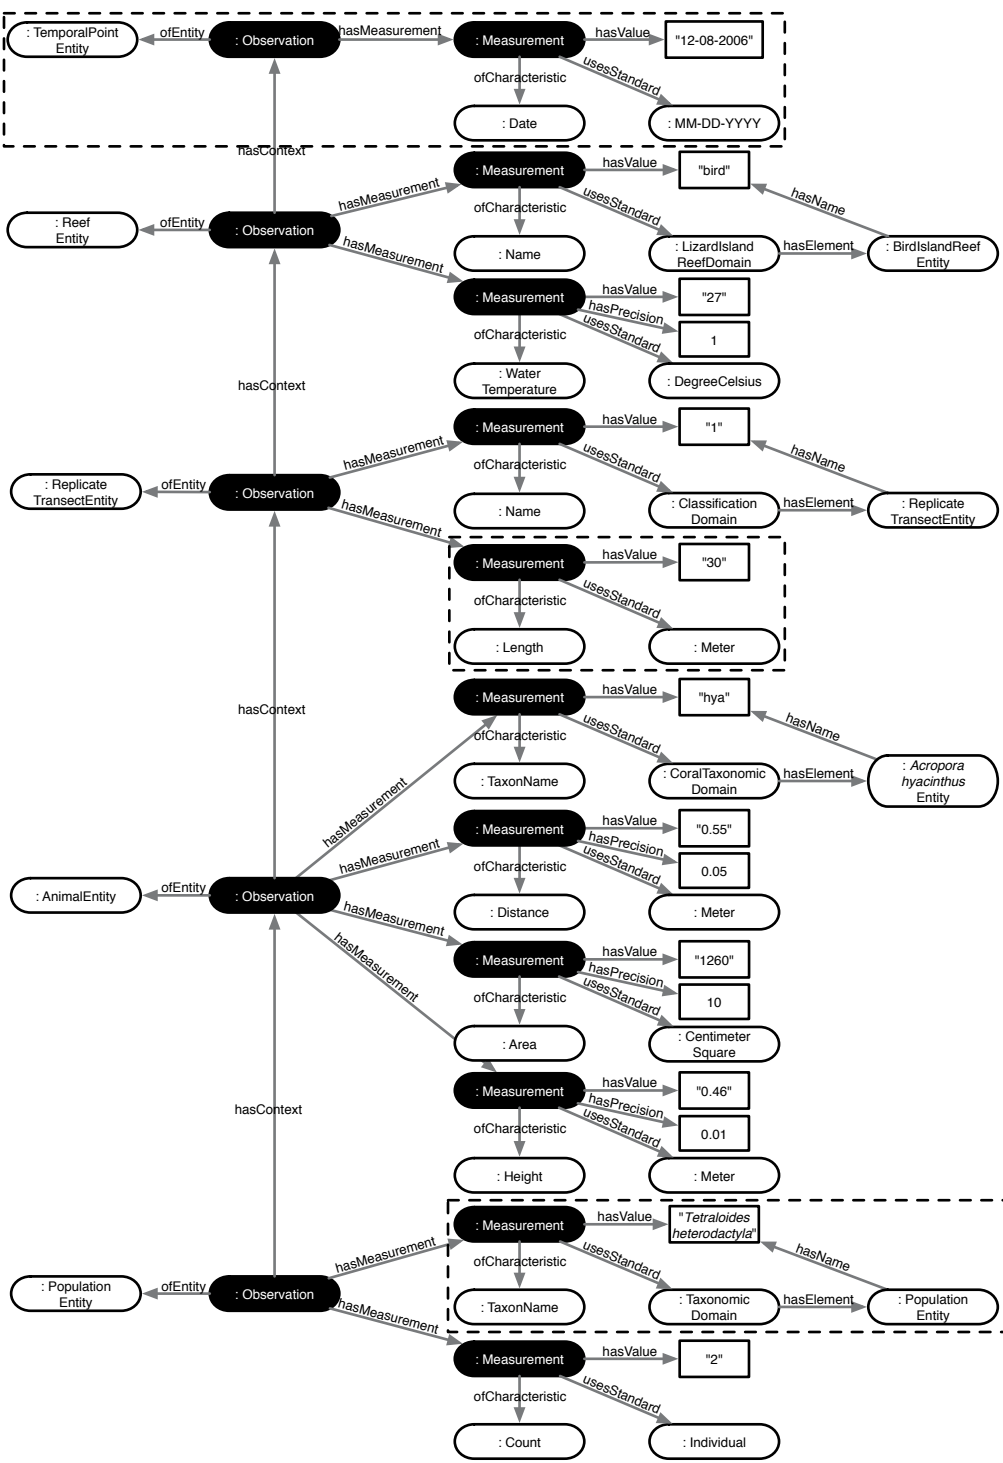 : TemporalPoint
Entity
ofEntity
: Observation
hasMeasurement
: Measurement
hasValue
"12-08-2006"
ofCharacteristic
usesStandard
: Date
: MM-DD-YYYY
hasContext
: Reef
Entity
ofEntity
: Observation
hasMeasurement
: Measurement
hasValue
"bird"
ofCharacteristic
usesStandard
hasName
: Name
: LizardIsland
ReefDomain
hasElement
: BirdIslandReef
Entity
hasMeasurement
: Measurement
hasValue
"27"
hasPrecision
1
ofCharacteristic
usesStandard
: Water
Temperature
: DegreeCelsius
hasContext
: Replicate
TransectEntity
ofEntity
: Observation
hasMeasurement
: Measurement
hasValue
"1"
ofCharacteristic
usesStandard
hasName
: Name
: Classification
Domain
hasElement
: Replicate
TransectEntity
hasMeasurement
: Measurement
hasValue
"30"
ofCharacteristic
usesStandard
: Length
: Meter
hasContext
: AnimalEntity
ofEntity
: Observation
hasMeasurement
: Measurement
hasValue
"hya"
ofCharacteristic
usesStandard
hasName
: TaxonName
: CoralTaxonomic
Domain
hasElement
: Acropora
hyacinthus
Entity
hasMeasurement
: Measurement
hasValue
"0.55"
hasPrecision
0.05
ofCharacteristic
usesStandard
: Distance
: Meter
hasMeasurement
: Measurement
hasValue
"1260"
hasPrecision
10
ofCharacteristic
usesStandard
: Area
: Centimeter
Square
hasMeasurement
: Measurement
hasValue
"0.46"
hasPrecision
0.01
ofCharacteristic
usesStandard
: Height
: Meter
hasContext
: Population
Entity
ofEntity
: Observation
hasMeasurement
: Measurement
hasValue
"Tetraloides
heterodactyla"
ofCharacteristic
usesStandard
hasName
: TaxonName
: Taxonomic
Domain
hasElement
: Population
Entity
hasMeasurement
: Measurement
hasValue
"2"
ofCharacteristic
usesStandard
: Count
: Individual